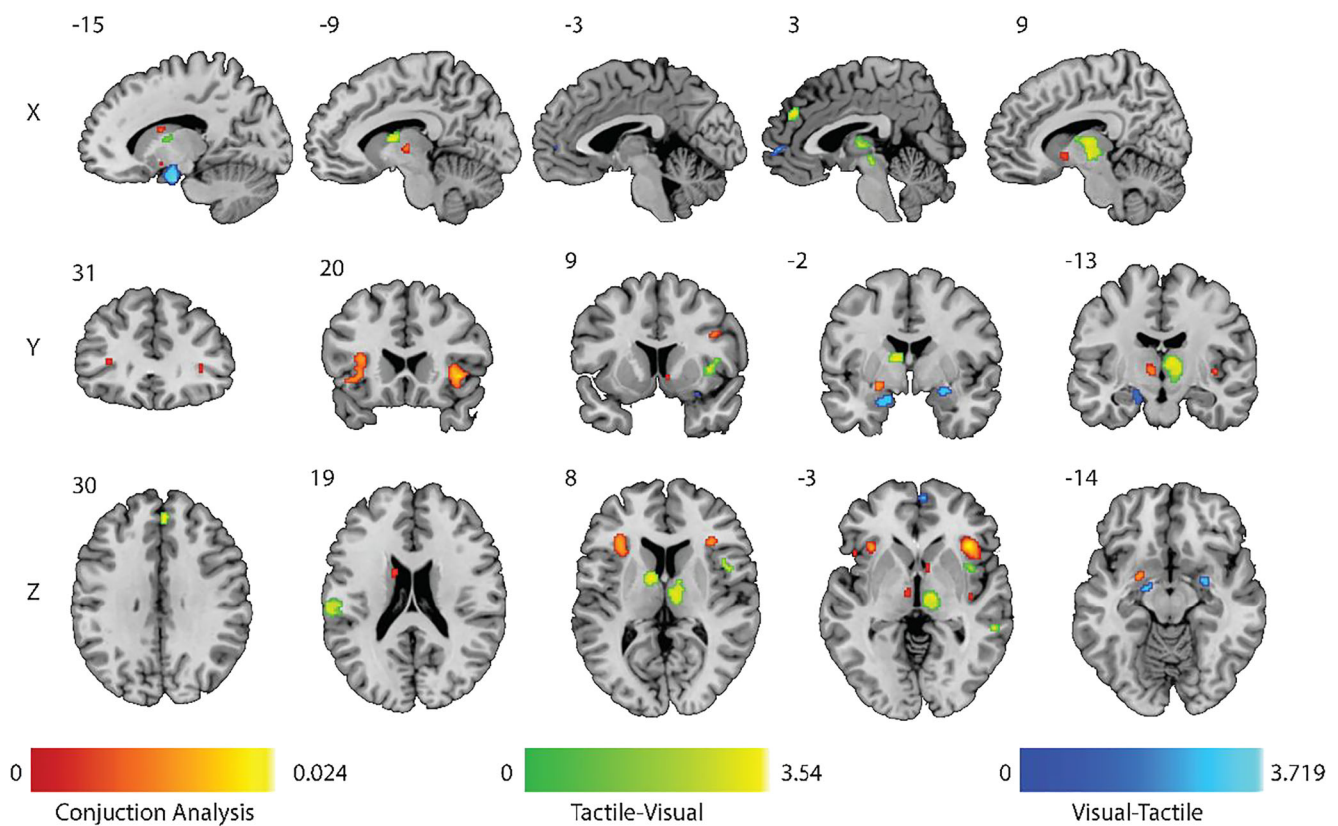 -15 -9 -3 3 9
X
31 20 9 -2 -13
Y
30 19 8 -3 -14
Z
0 0.024 0 3.54 0 3.719
Conjuction Analysis Tactile-Visual Visual-Tactile